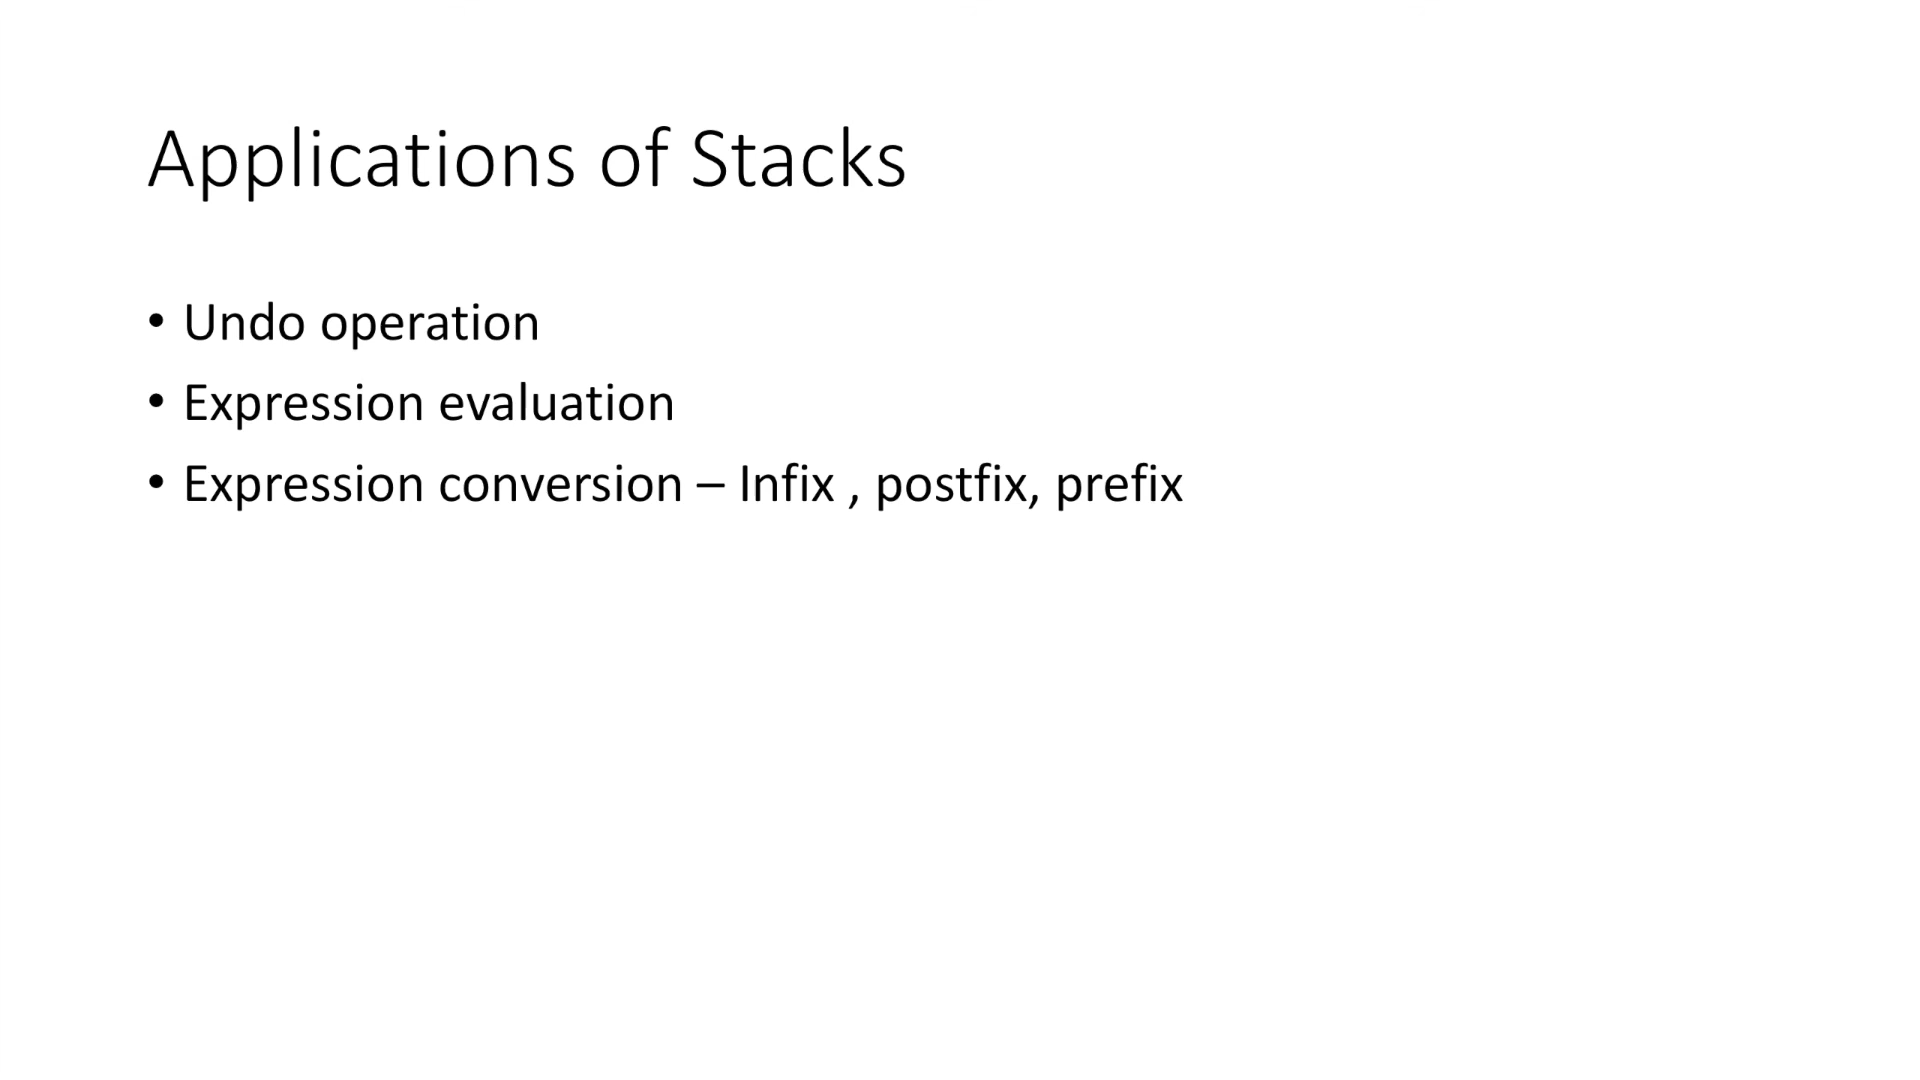 Applications of Stacks
• Undo operation
• Expression evaluation
• Expression conversion – Infix , postfix, prefix